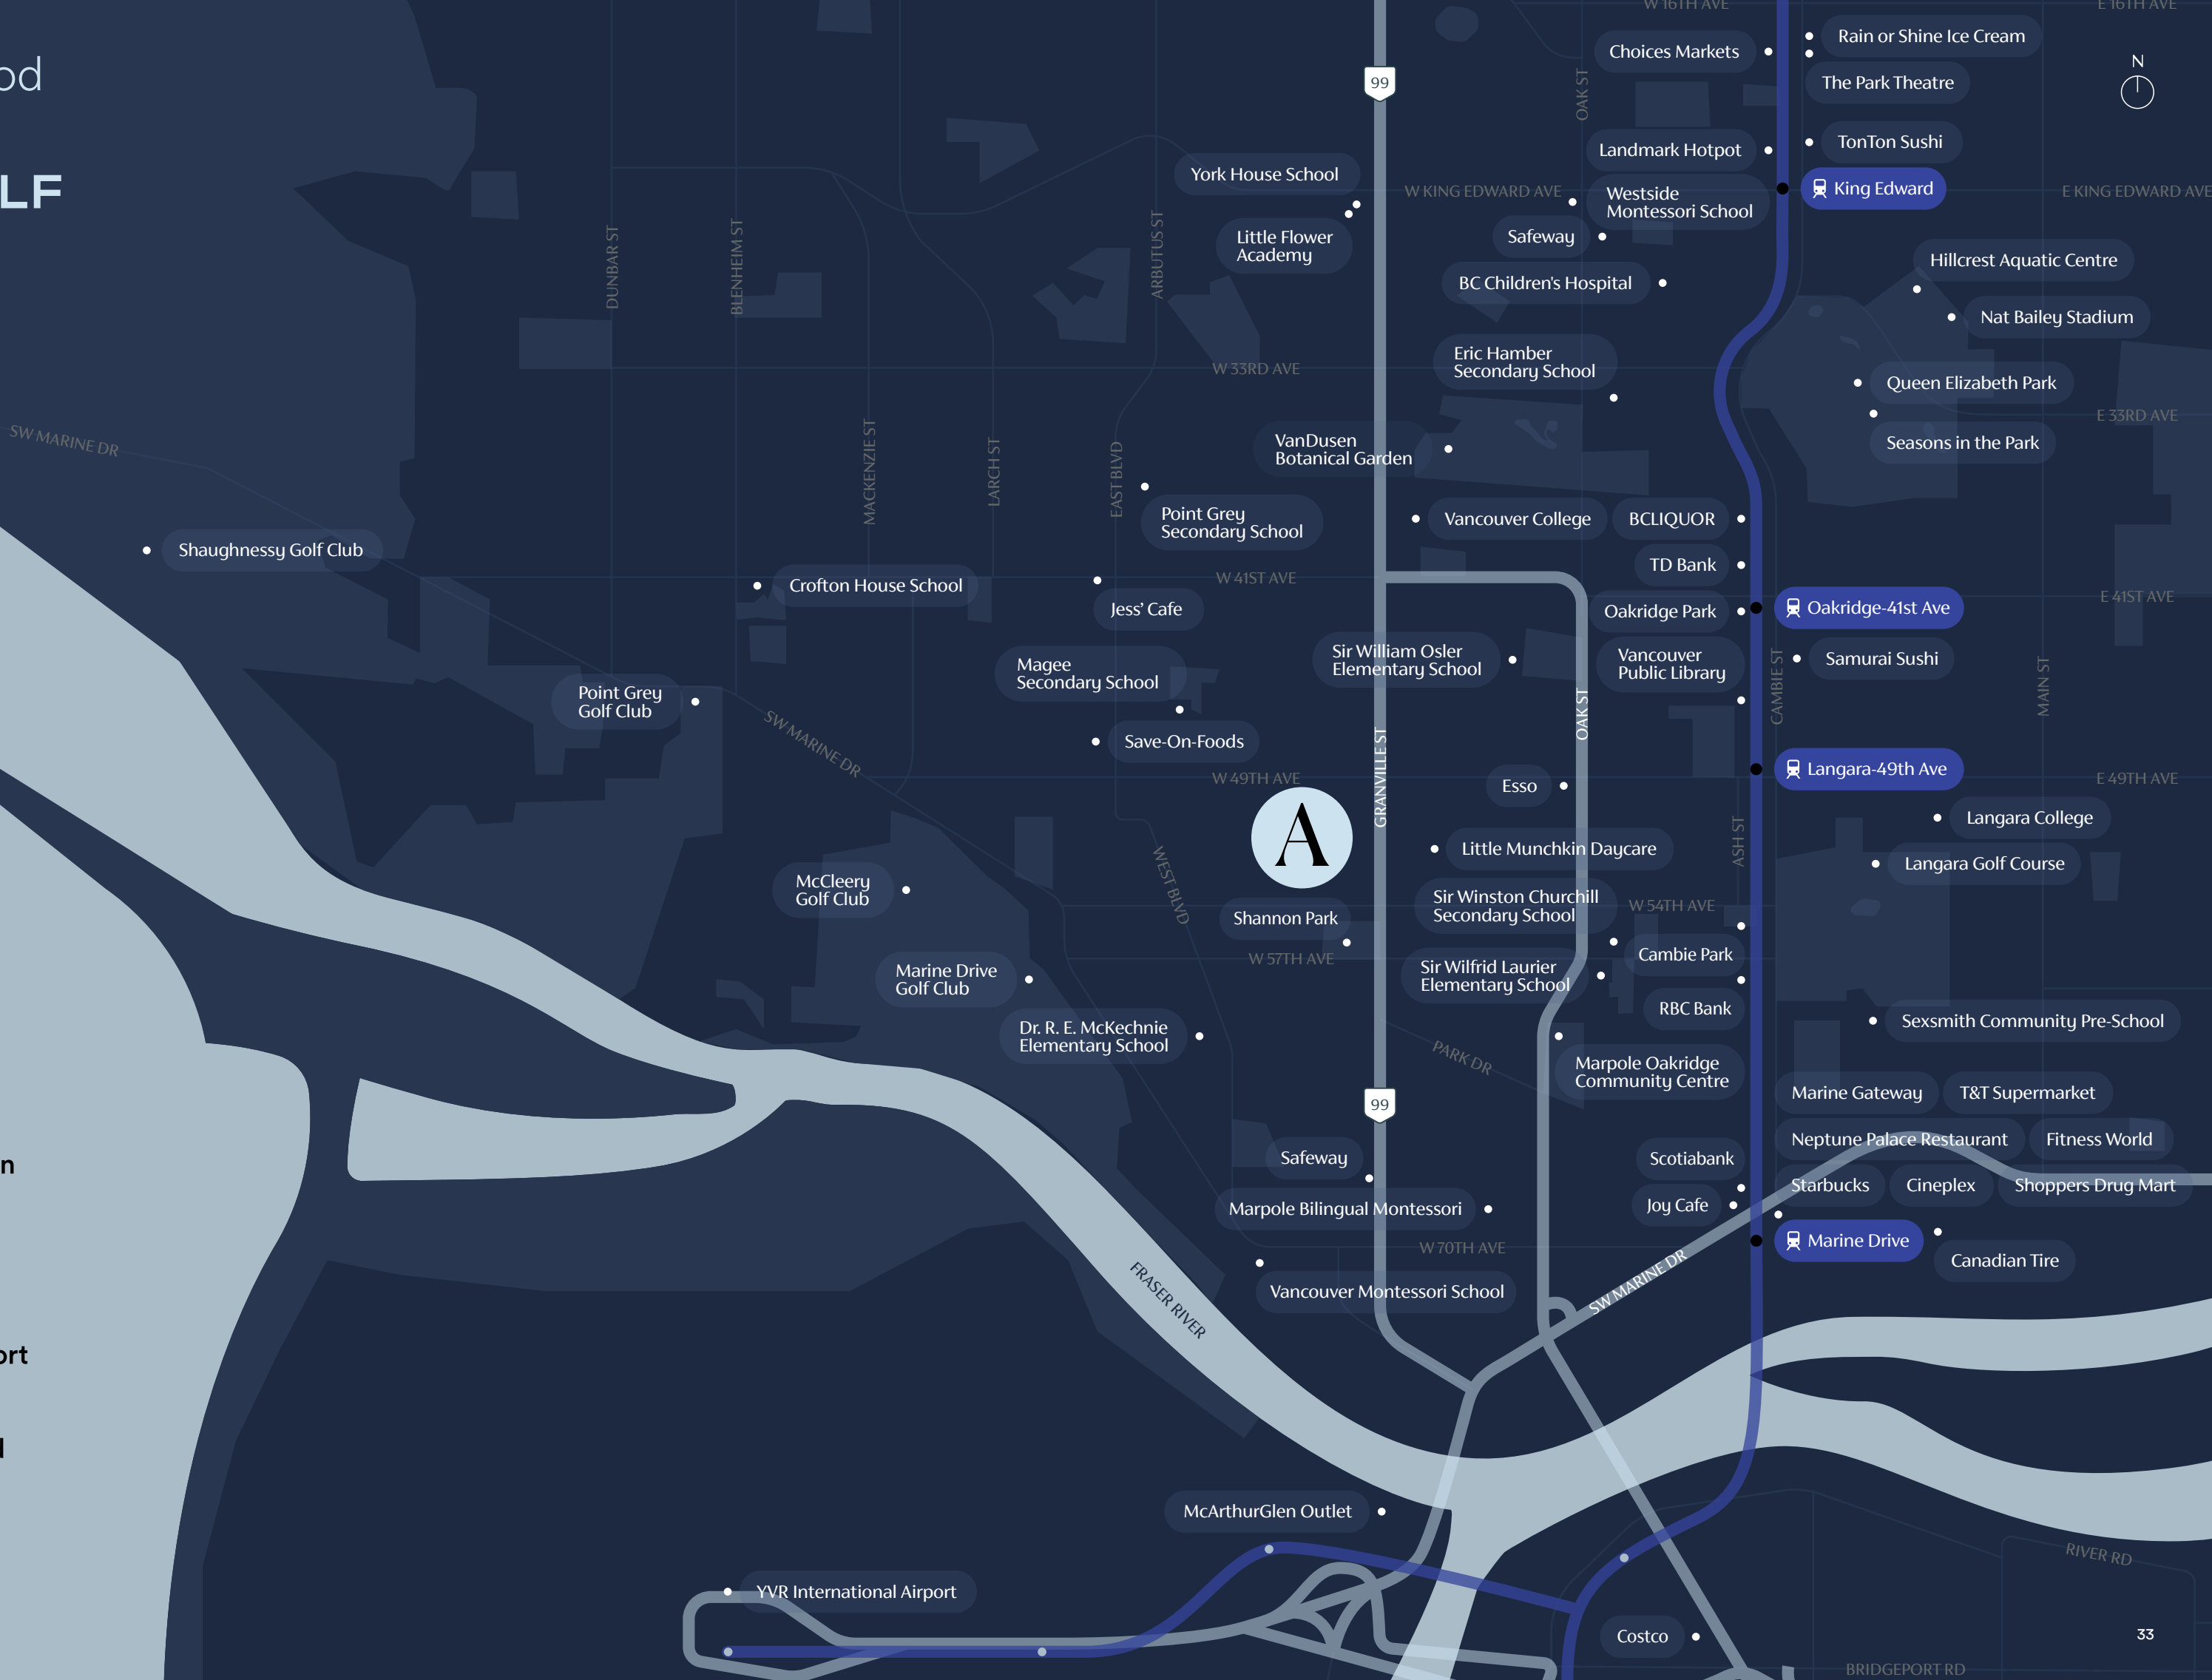 W 16TH AVE
E 16TH AVE
Rain or Shine Ice Cream
Choices Markets
N
od
99
The Park Theatre
OAK ST
TonTon Sushi
Landmark Hotpot
York House School
LF
W KING EDWARD AVE
Westside
Montessori School
King Edward
E KING EDWARD AVE
Little Flower
Academy
Safeway
DUNBAR ST
BLENHEIM ST
ARBUTUS ST
Hillcrest Aquatic Centre
BC Children's Hospital
Nat Bailey Stadium
Eric Hamber
Secondary School
W 33RD AVE
Queen Elizabeth Park
E 33RD AVE
SW MARINE DR
VanDusen
Botanical Garden
Seasons in the Park
MACKENZIE ST
LARCH ST
EAST BLVD
Point Grey
Secondary School
Vancouver College
BCLIQUOR
Shaughnessy Golf Club
TD Bank
W 41ST AVE
Crofton House School
E 41ST AVE
Jess' Cafe
Oakridge Park
Oakridge-41st Ave
Sir William Osler
Elementary School
Vancouver
Public Library
Samurai Sushi
Magee
Secondary School
CAMBIE ST
MAIN ST
Point Grey
Golf Club
OAK ST
SW MARINE DR
Save-On-Foods
GRANVILLE ST
W 49TH AVE
Langara-49th Ave
E 49TH AVE
Esso
A
Langara College
ASH ST
Little Munchkin Daycare
Langara Golf Course
McCleery
Golf Club
WEST BLVD
Sir Winston Churchill
Secondary School
W 54TH AVE
Shannon Park
Cambie Park
W 57TH AVE
Marine Drive
Golf Club
Sir Wilfrid Laurier
Elementary School
RBC Bank
Sexsmith Community Pre-School
Dr. R. E. McKechnie
Elementary School
PARK DR
Marpole Oakridge
Community Centre
Marine Gateway
T&T Supermarket
99
Neptune Palace Restaurant
Fitness World
n
Safeway
Scotiabank
Starbucks
Cineplex
Shoppers Drug Mart
Marpole Bilingual Montessori
Joy Cafe
W 70TH AVE
Marine Drive
Canadian Tire
SW MARINE DR
Vancouver Montessori School
FRASER RIVER
ort
d
McArthurGlen Outlet
RIVER RD
YVR International Airport
Costco
33
BRIDGEPORT RD